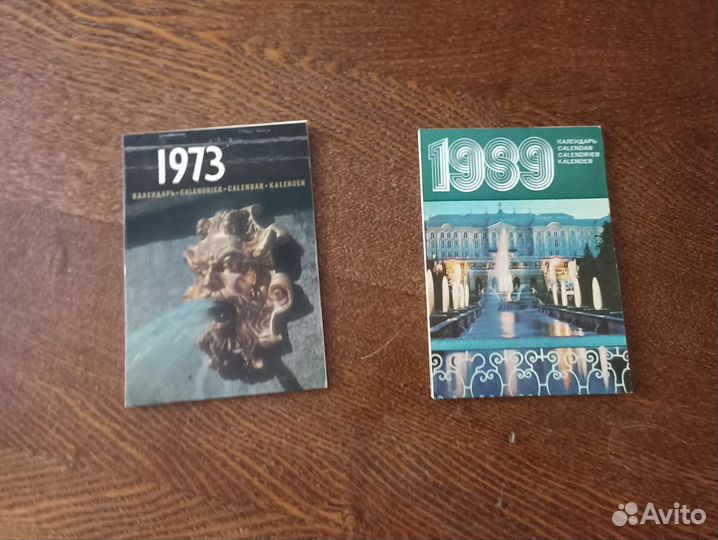 1973
КАЛЕНДАРЬ • CALENDRIER • CALENDAR • KALENDER
1989
КАЛЕНДАРЬ
CALENDAR
CALENDRIER
KALENDER
Avito